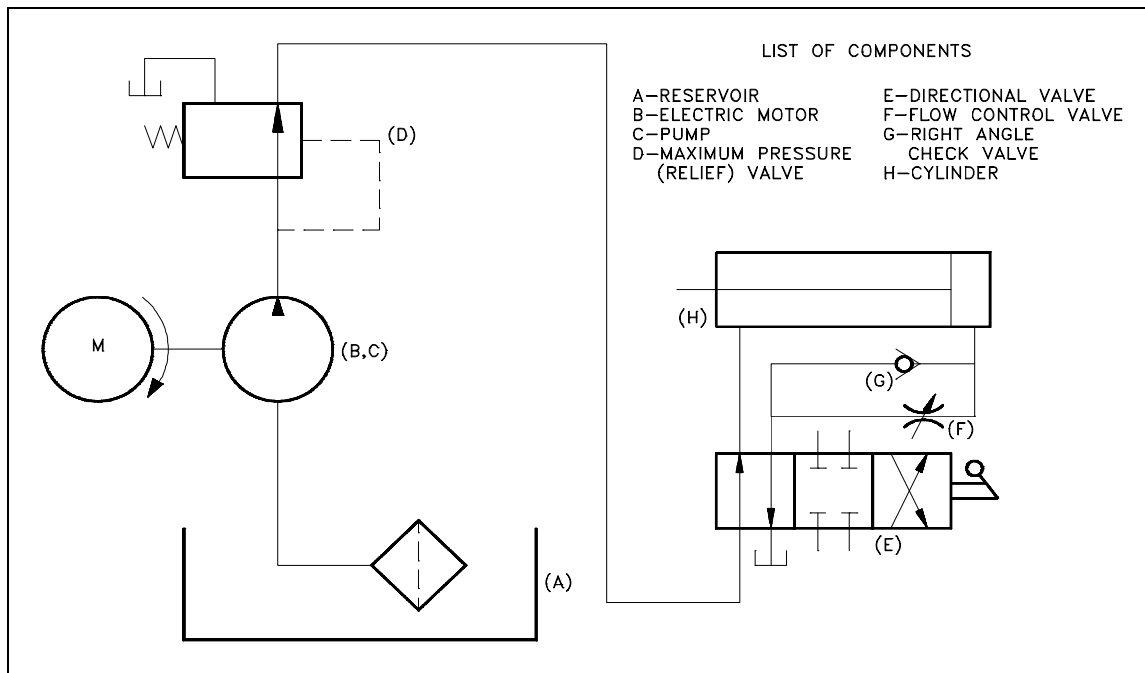 LIST OF COMPONENTS
A-RESERVOIR
B-ELECTRIC MOTOR
C-PUMP
D-MAXIMUM PRESSURE
(RELIEF) VALVE
E-DIRECTIONAL VALVE
F-FLOW CONTROL VALVE
G-RIGHT ANGLE
CHECK VALVE
H-CYLINDER
(D)
M
(B,C)
(A)
(H)
(G)
(F)
(E)